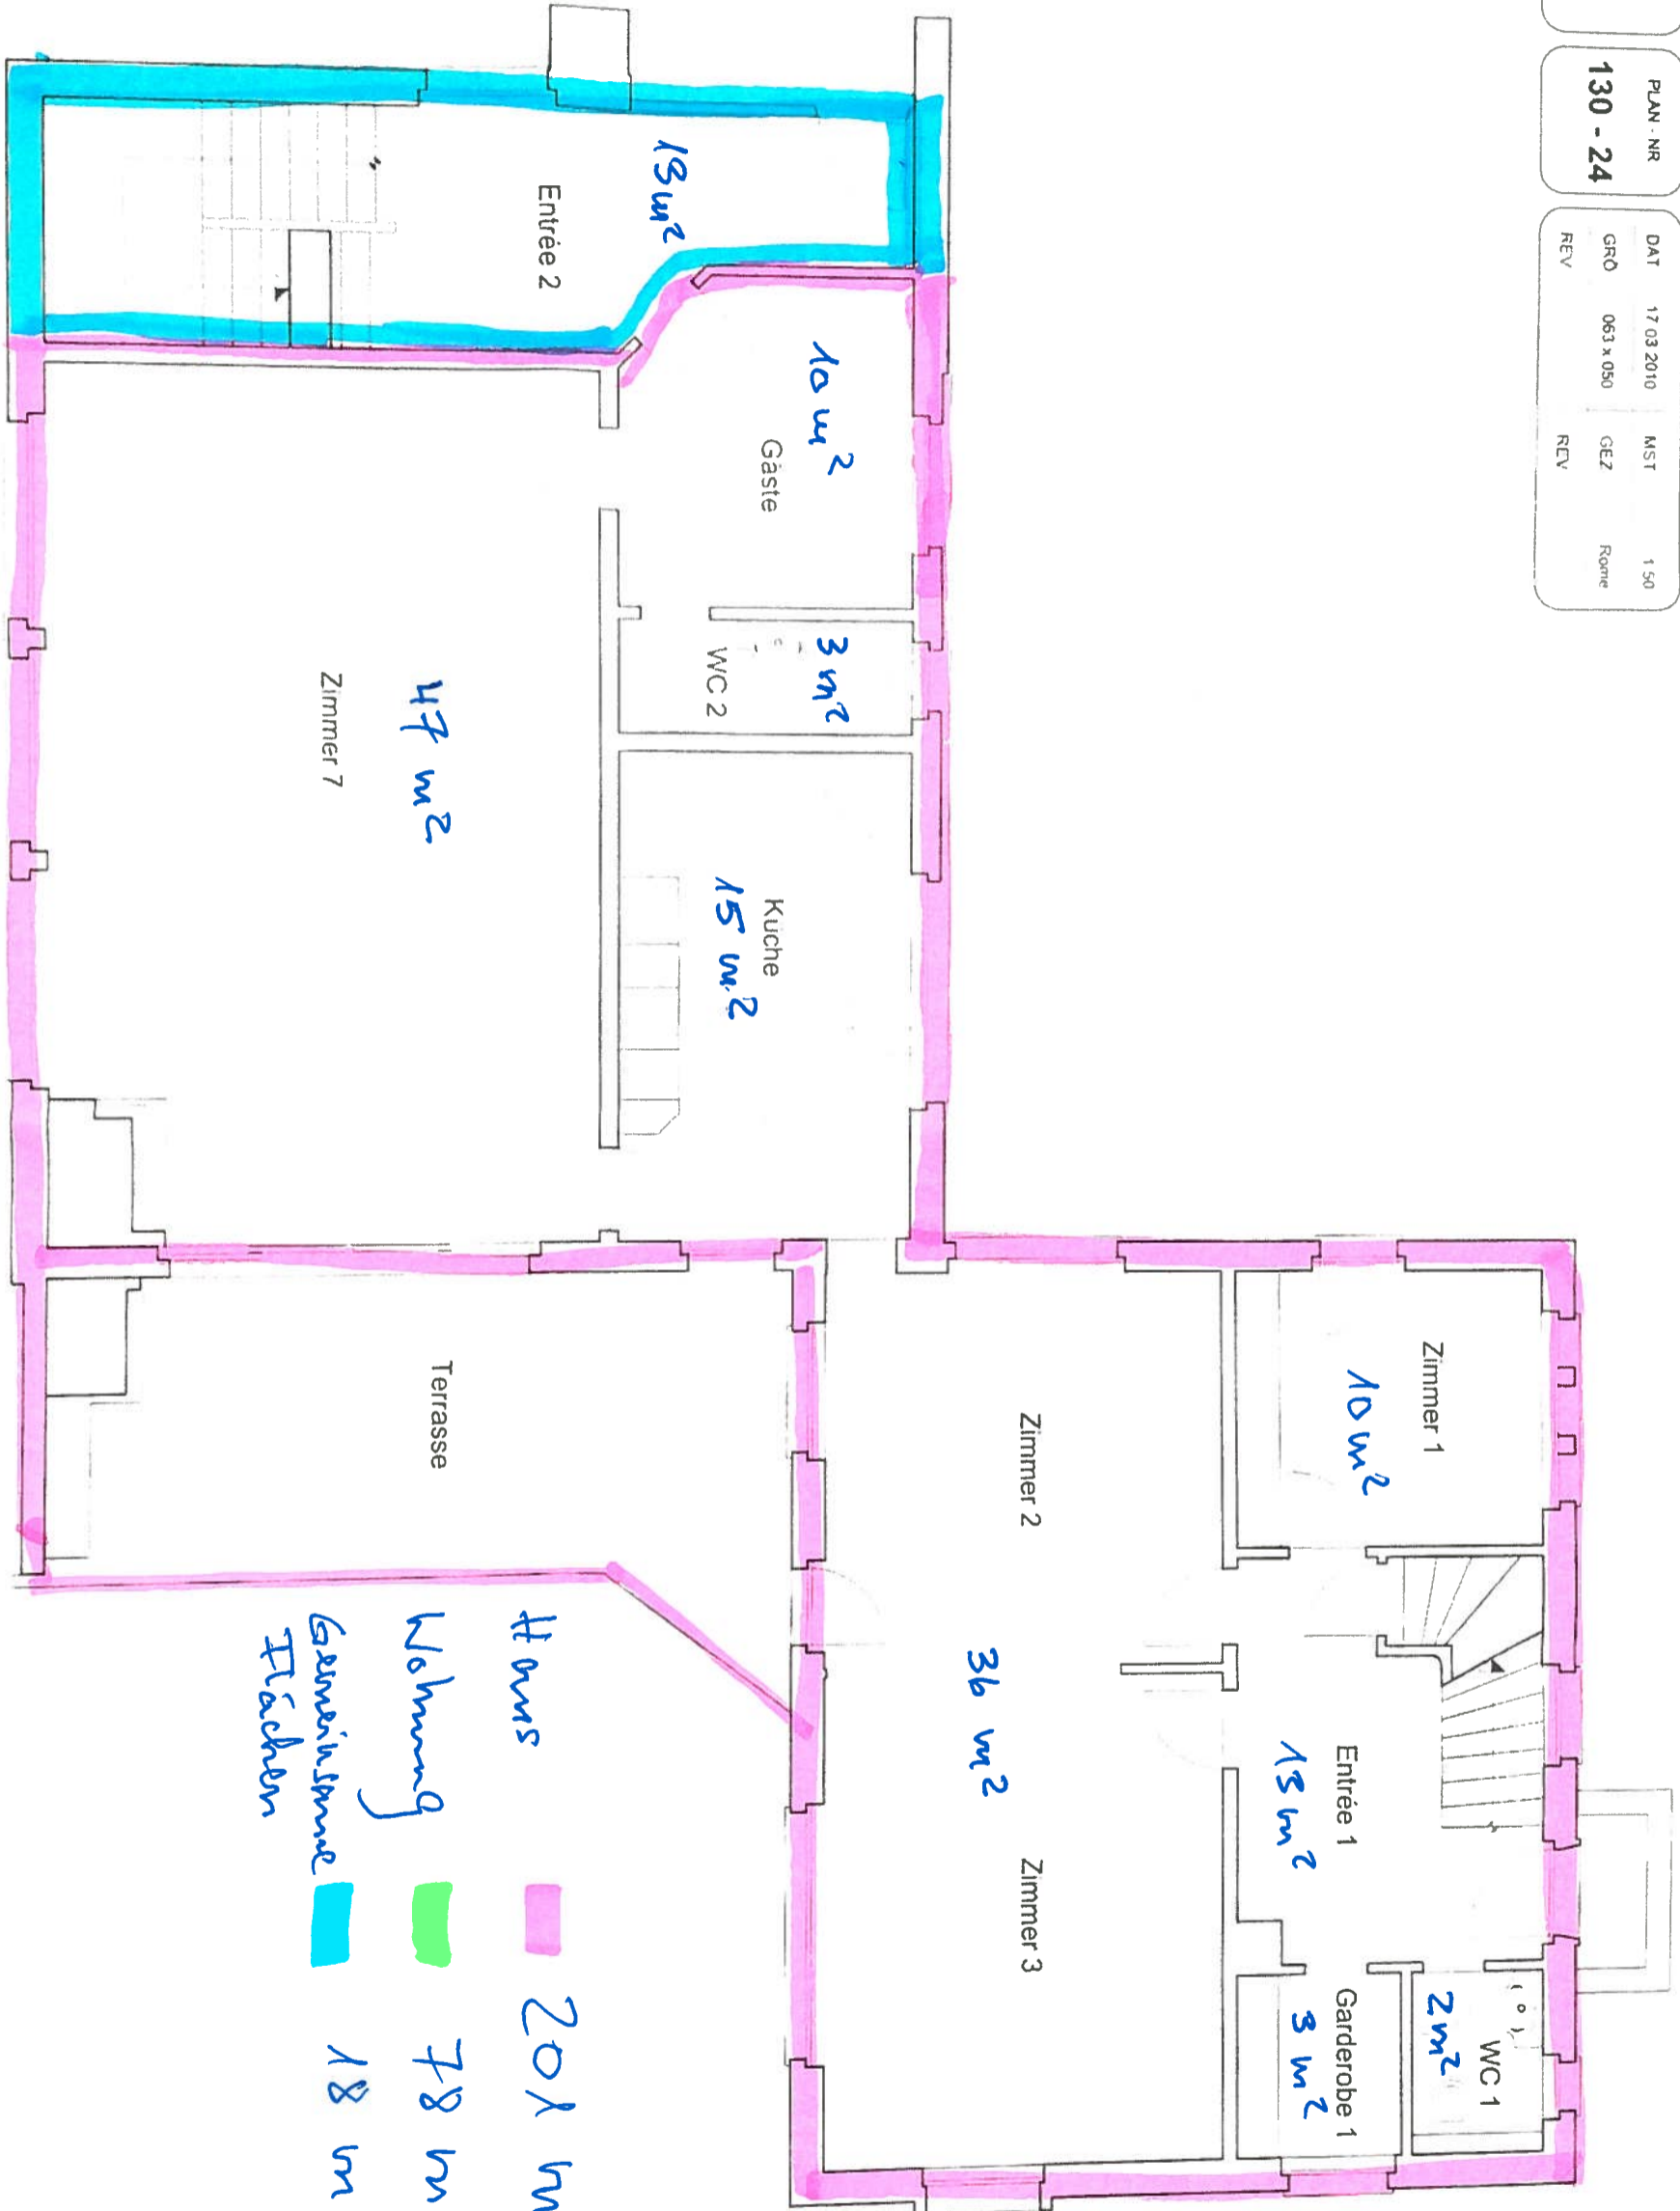 PLAN - NR
130 - 24
DAT 17 03 2010 MST 1 50
GRÖ 063 x 050 GEZ Rome
REV REV
WC 1
2 m²
Zimmer 1
10 m²
Entrée 1
13 m²
Garderobe 1
3 m²
Zimmer 2
Zimmer 3
36 m²
10 m²
Gäste
3 m²
WC 2
Küche
15 m²
13 m²
Entrée 2
47 m²
Zimmer 7
Terrasse
Haus 201 m
Wohnung 78 m
Gemeinsame 18 m
Flächen